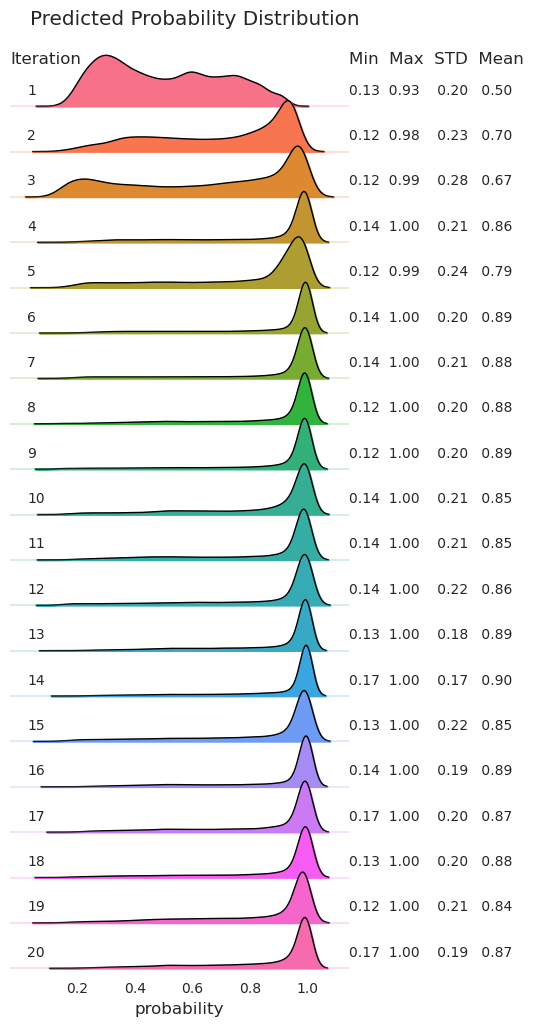 Predicted Probability Distribution
Iteration Min Max STD Mean
1 0.13 0.93 0.20 0.50
2 0.12 0.98 0.23 0.70
3 0.12 0.99 0.28 0.67
4 0.14 1.00 0.21 0.86
5 0.12 0.99 0.24 0.79
6 0.14 1.00 0.20 0.89
7 0.14 1.00 0.21 0.88
8 0.12 1.00 0.20 0.88
9 0.12 1.00 0.20 0.89
10 0.14 1.00 0.21 0.85
11 0.14 1.00 0.21 0.85
12 0.14 1.00 0.22 0.86
13 0.13 1.00 0.18 0.89
14 0.17 1.00 0.17 0.90
15 0.13 1.00 0.22 0.85
16 0.14 1.00 0.19 0.89
17 0.17 1.00 0.20 0.87
18 0.13 1.00 0.20 0.88
19 0.12 1.00 0.21 0.84
20 0.17 1.00 0.19 0.87
0.2 0.4 0.6 0.8 1.0
probability